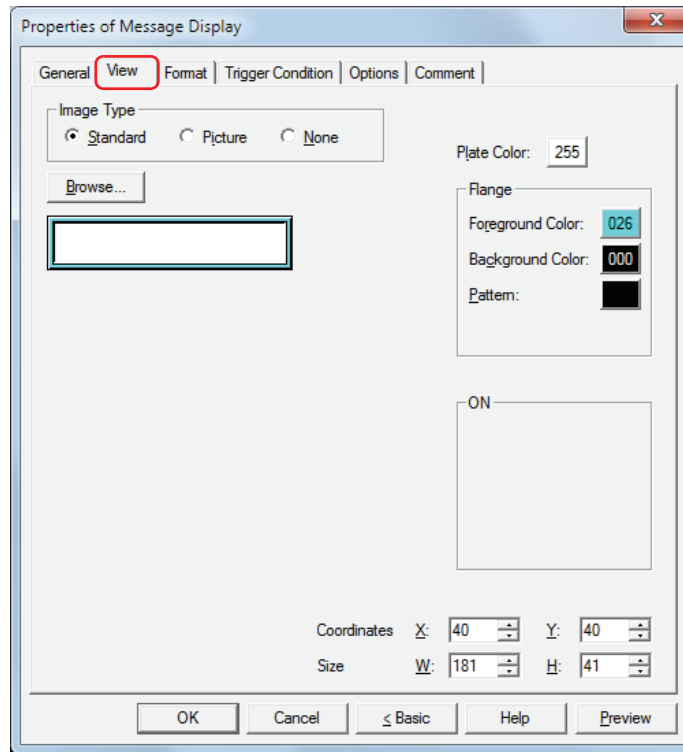 Properties of Message Display
General View Format Trigger Condition Options Comment
Image Type
Standard Picture None
Plate Color: 255
Browse...
Flange
Foreground Color: 026
Background Color: 000
Pattern:
ON
Coordinates X: 40 Y: 40
Size W: 181 H: 41
OK Cancel < Basic Help Preview